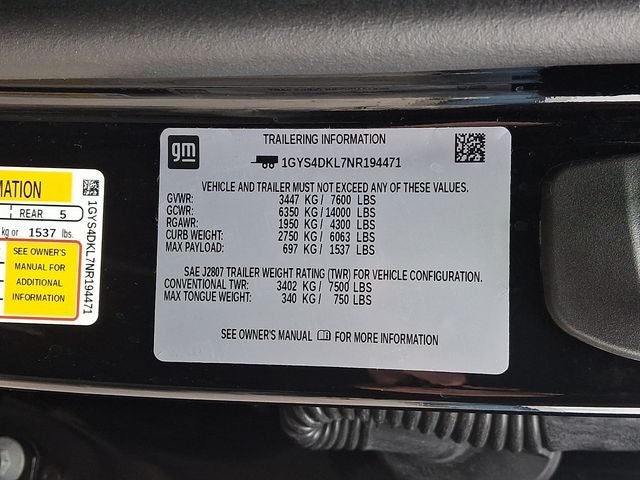 MATION
REAR 5
kg or 1537 lbs.
SEE OWNER'S
MANUAL FOR
ADDITIONAL
INFORMATION
1GYS4DKL7NR194471
gm
TRAILERING INFORMATION
1GYS4DKL7NR194471
VEHICLE AND TRAILER MUST NOT EXCEED ANY OF THESE VALUES.
GVWR: 3447 KG/ 7600 LBS
GCWR: 6350 KG/ 14000 LBS
RGAWR: 1950 KG/ 4300 LBS
CURB WEIGHT: 2750 KG/ 6063 LBS
MAX PAYLOAD: 697 KG/ 1537 LBS
SAE J2807 TRAILER WEIGHT RATING (TWR) FOR VEHICLE CONFIGURATION.
CONVENTIONAL TWR: 3402 KG/ 7500 LBS
MAX TONGUE WEIGHT: 340 KG/ 750 LBS
SEE OWNER'S MANUAL FOR MORE INFORMATION